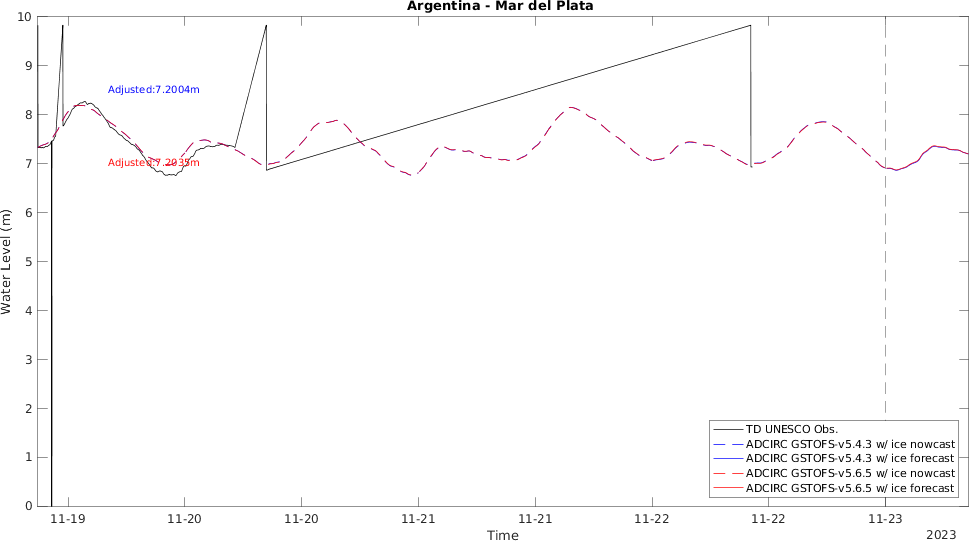 Argentina - Mar del Plata
10
9
8
7
6
5
4
3
2
1
0
Water Level (m)
Adjusted:7.2004m
Adjusted:7.2935m
TD UNESCO Obs.
ADCIRC GSTOFS-v5.4.3 w/ ice nowcast
ADCIRC GSTOFS-v5.4.3 w/ ice forecast
ADCIRC GSTOFS-v5.6.5 w/ ice nowcast
ADCIRC GSTOFS-v5.6.5 w/ ice forecast
11-19 11-20 11-20 11-21 11-21 11-22 11-22 11-23
Time
2023